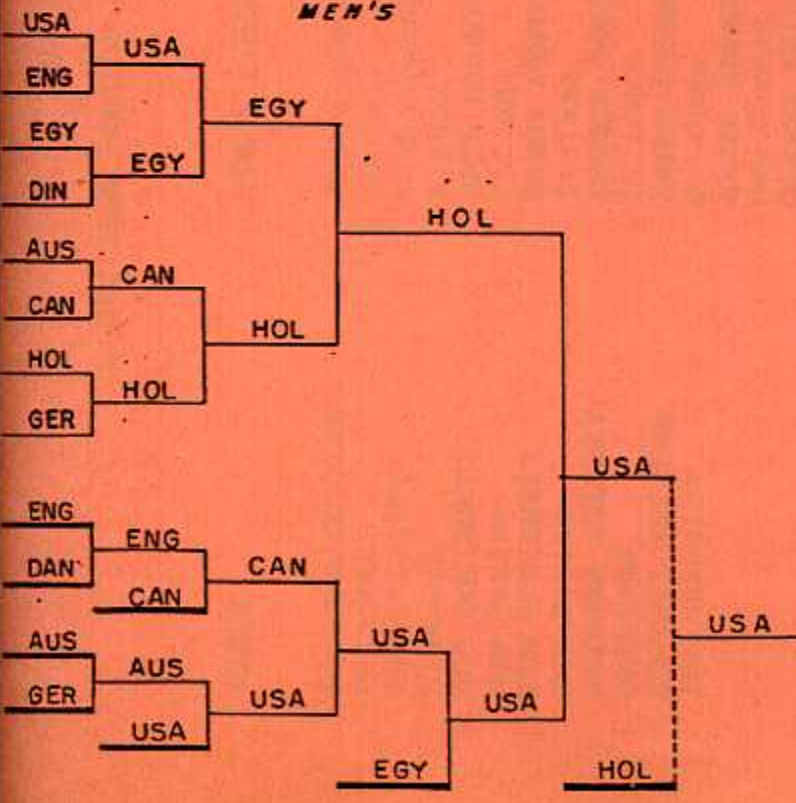 MEN'S
USA
USA
ENG
EGY
EGY
EGY
DIN
HOL
AUS
CAN
CAN
HOL
HOL
HOL
GER
USA
ENG
ENG
DAN
CAN
CAN
USA
USA
AUS
AUS
USA
USA
GER
USA
EGY
HOL